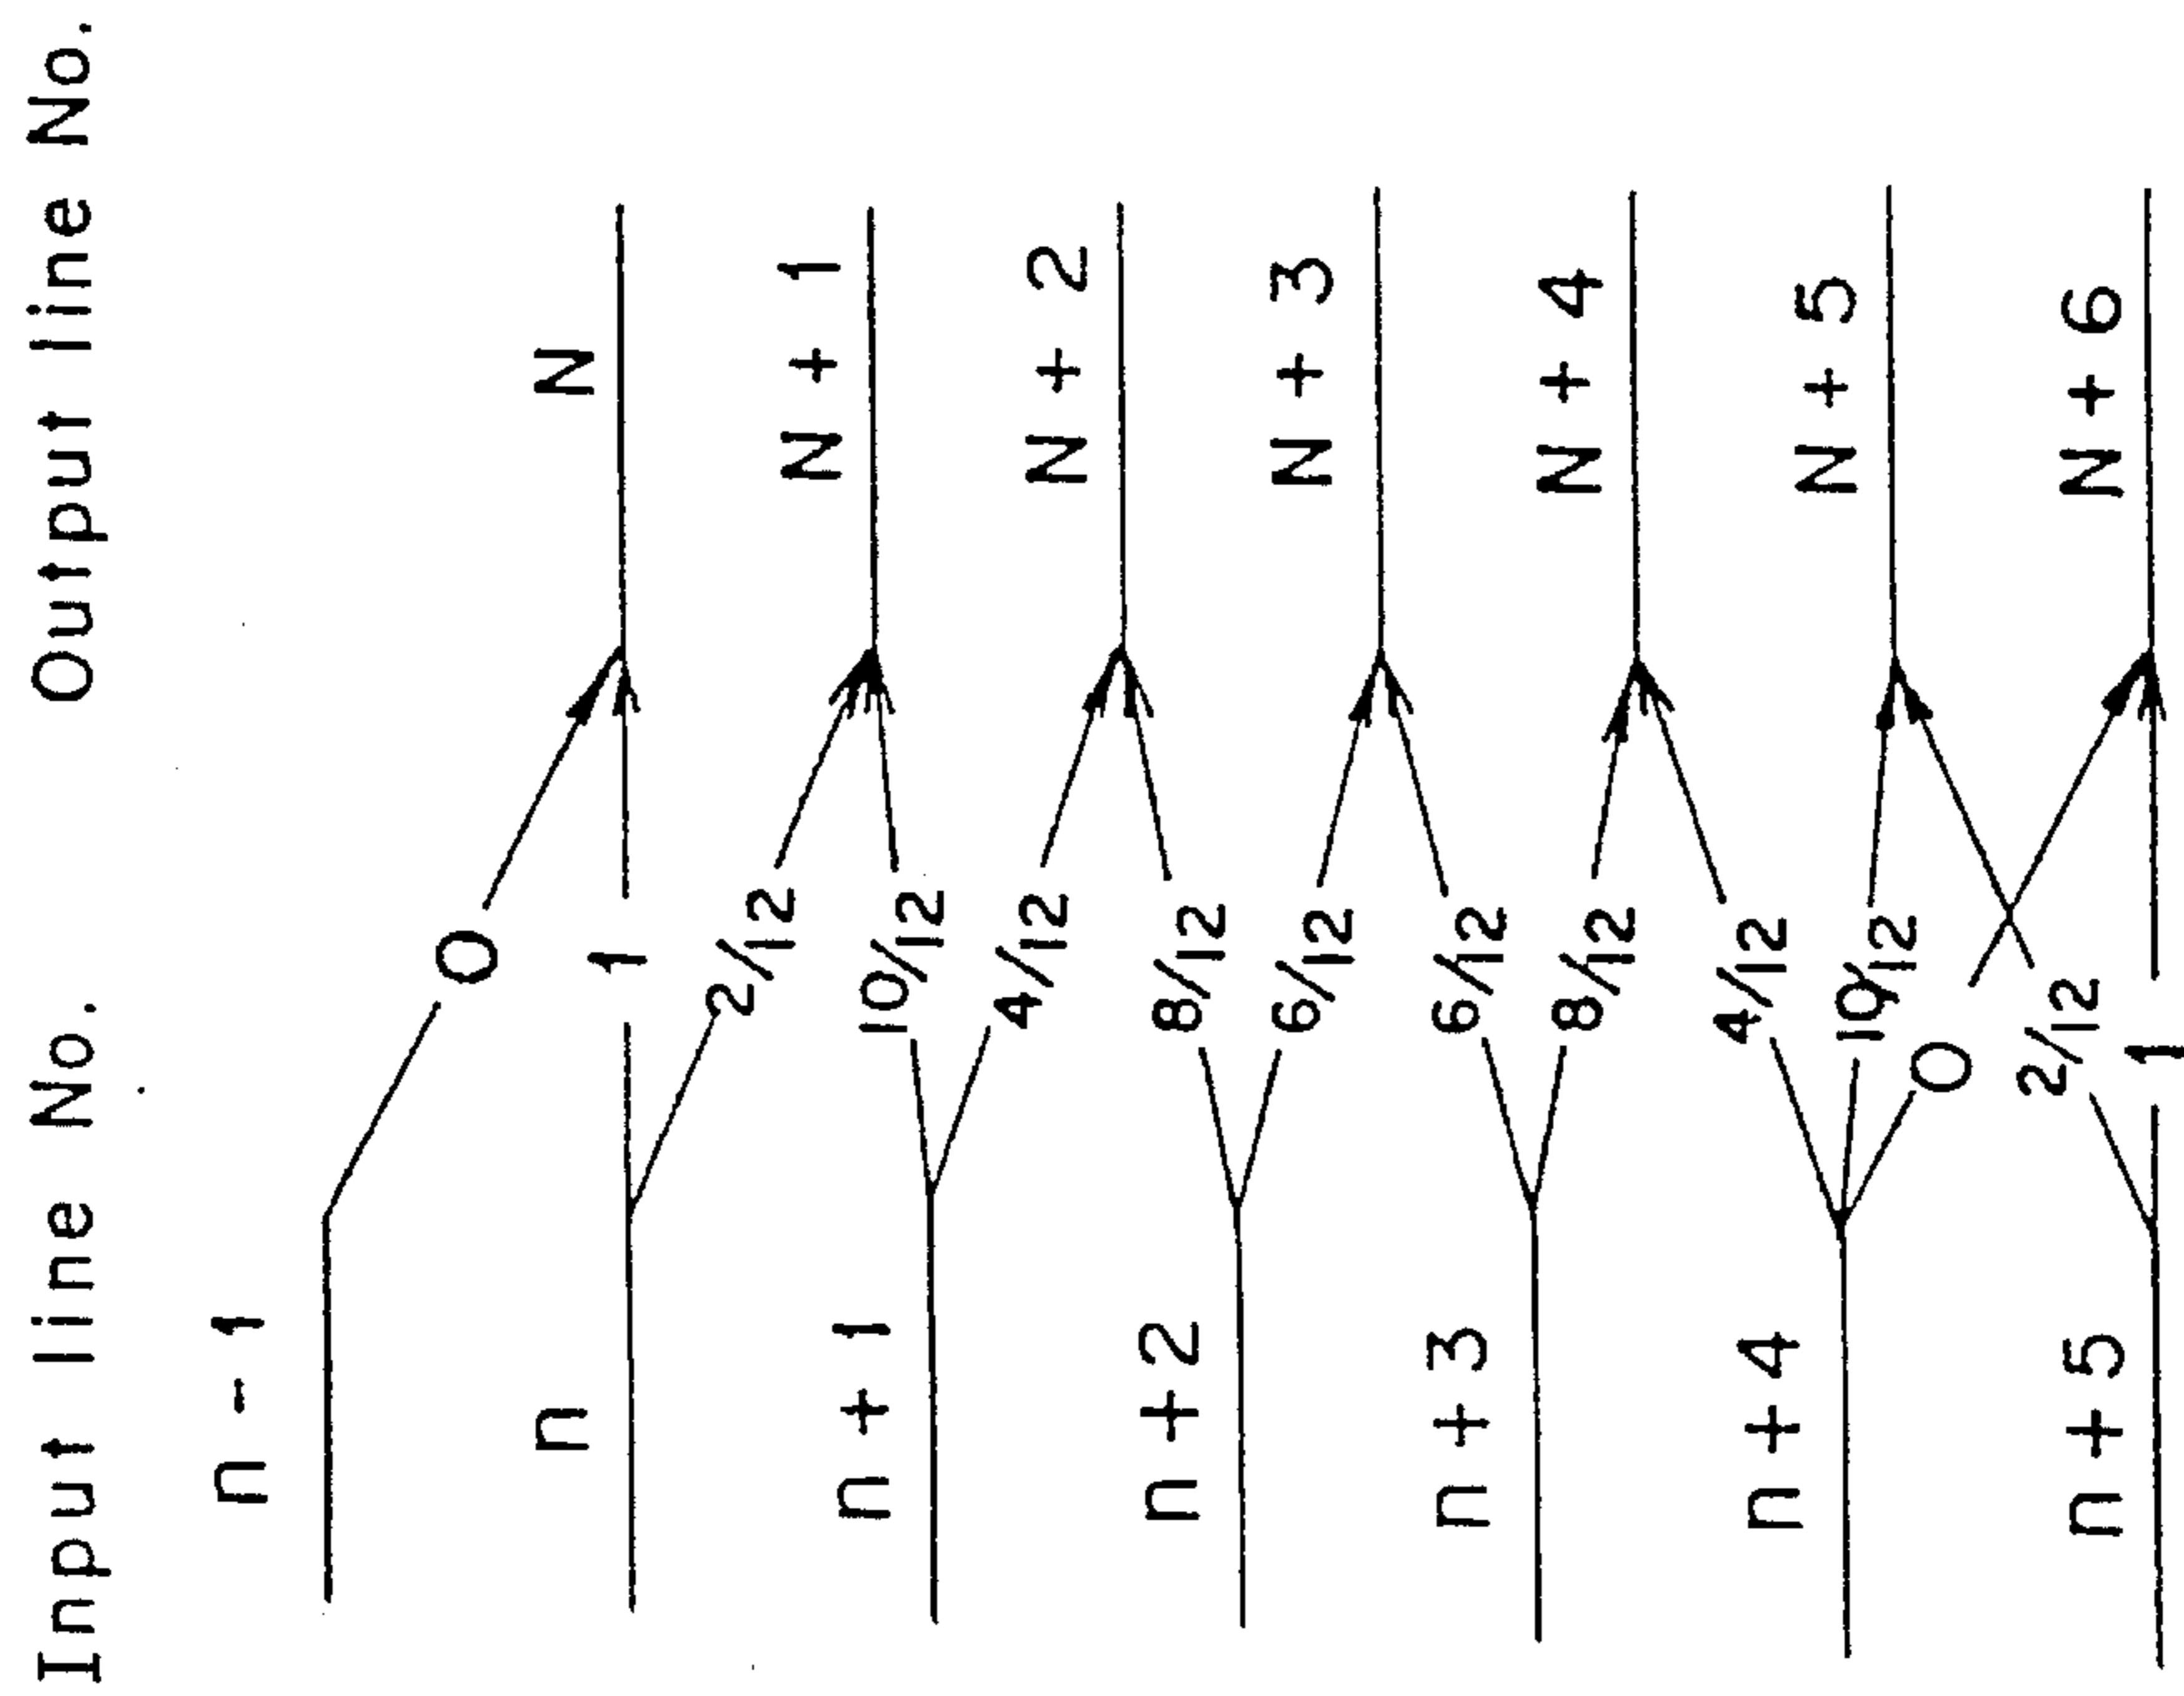 Input line No. Output line No.
n - 1
0
n
1
N
2/12
n + 1
10/12
N + 1
4/12
n + 2
8/12
N + 2
6/12
n + 3
6/12
N + 3
8/12
n + 4
4/12
N + 4
10/12
N + 5
0
2/12
n + 5
1
N + 6